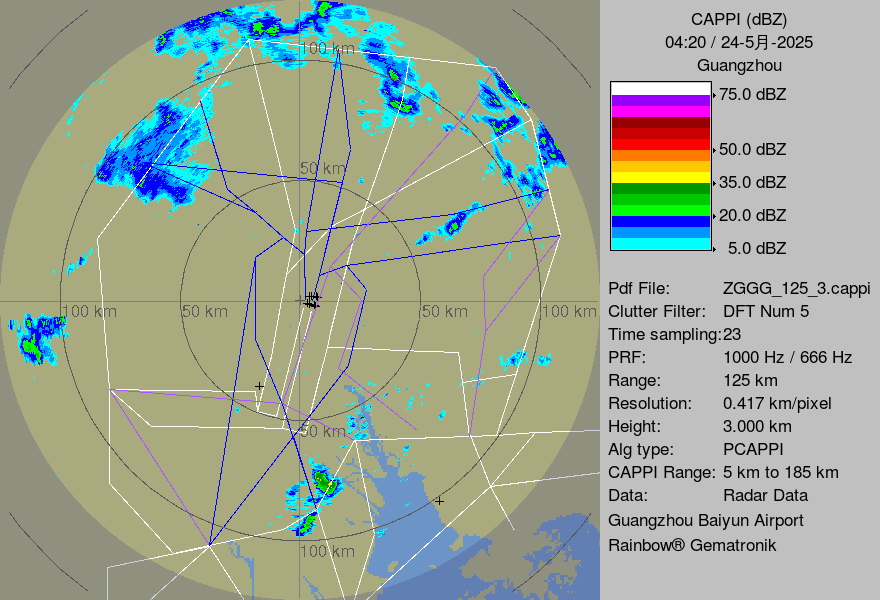 CAPPI (dBZ)
04:20 / 24-5月-2025
Guangzhou
75.0 dBZ
50.0 dBZ
35.0 dBZ
20.0 dBZ
5.0 dBZ
Pdf File: ZGGG_125_3.cappi
Clutter Filter: DFT Num 5
Time sampling:23
PRF: 1000 Hz / 666 Hz
Range: 125 km
Resolution: 0.417 km/pixel
Height: 3.000 km
Alg type: PCAPPI
CAPPI Range: 5 km to 185 km
Data: Radar Data
Guangzhou Baiyun Airport
Rainbow® Gematronik
100 km
50 km
100 km
50 km
50 km
100 km
50 km
100 km